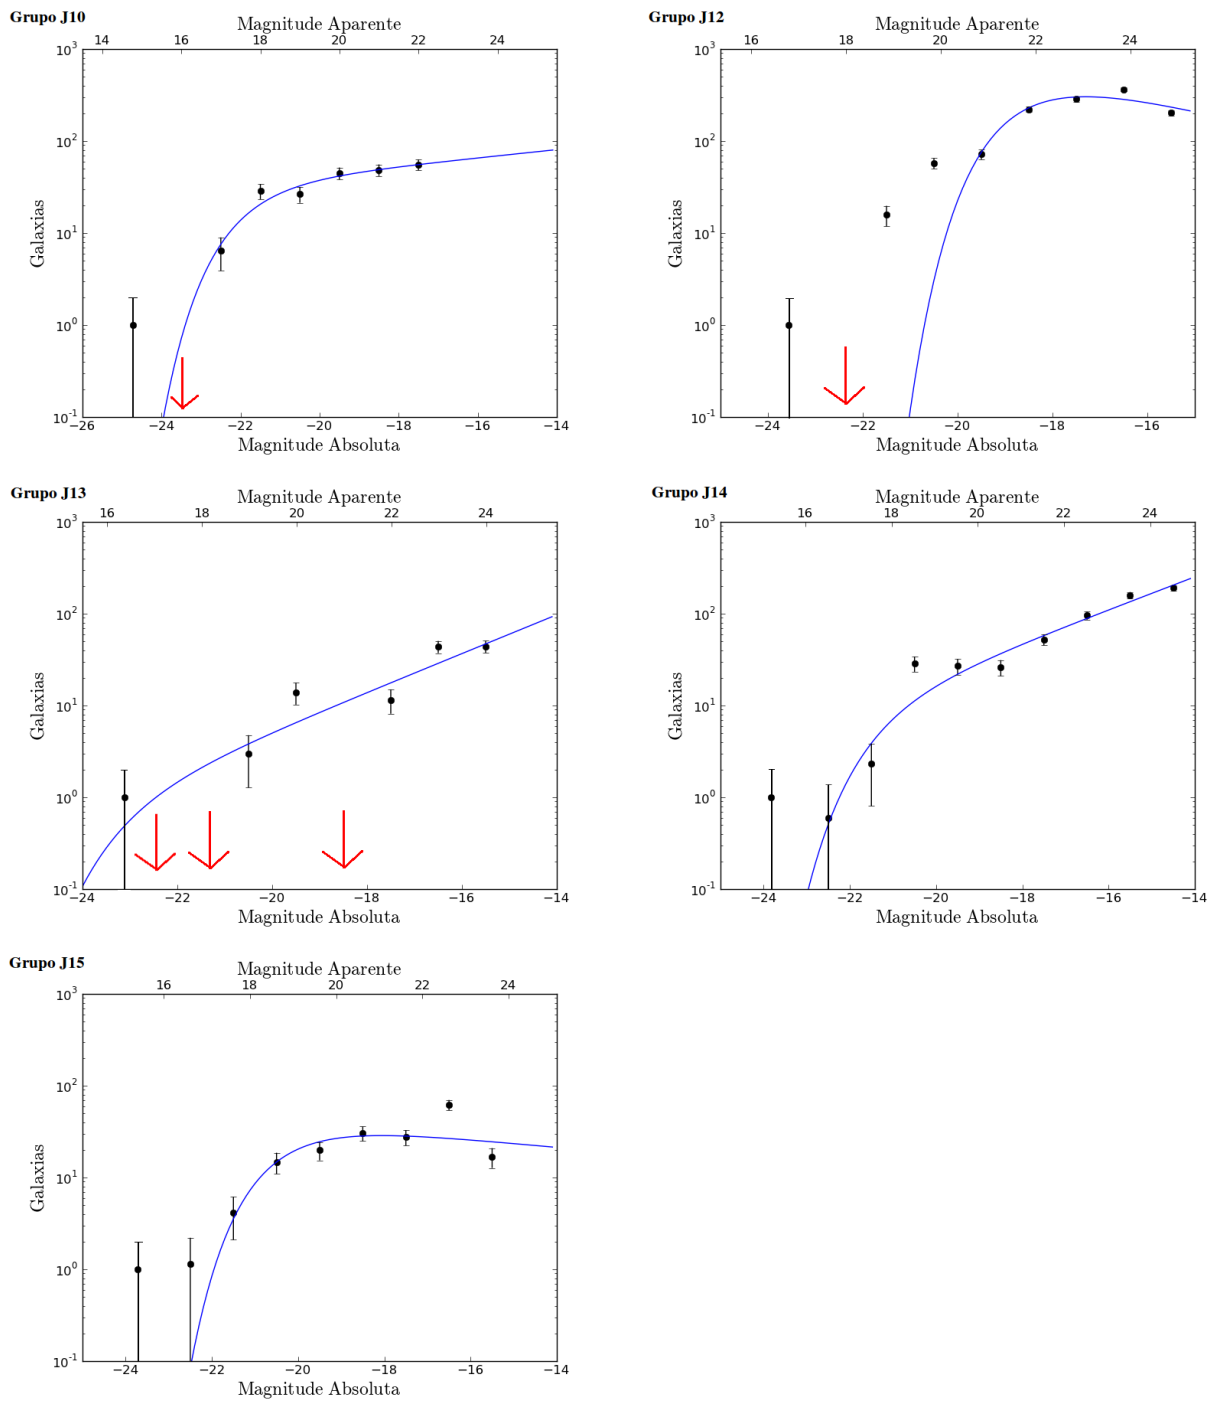 Grupo J10
Magnitude Aparente
14 16 18 20 22 24
10^3
10^2
10^1
10^0
10^-1
Galaxias
−26 −24 −22 −20 −18 −16 −14
Magnitude Absoluta
Grupo J12
Magnitude Aparente
16 18 20 22 24
10^3
10^2
10^1
10^0
10^-1
Galaxias
−24 −22 −20 −18 −16
Magnitude Absoluta
Grupo J13
Magnitude Aparente
16 18 20 22 24
10^3
10^2
10^1
10^0
10^-1
Galaxias
−24 −22 −20 −18 −16 −14
Magnitude Absoluta
Grupo J14
Magnitude Aparente
16 18 20 22 24
10^3
10^2
10^1
10^0
10^-1
Galaxias
−24 −22 −20 −18 −16 −14
Magnitude Absoluta
Grupo J15
Magnitude Aparente
16 18 20 22 24
10^3
10^2
10^1
10^0
10^-1
Galaxias
−24 −22 −20 −18 −16 −14
Magnitude Absoluta